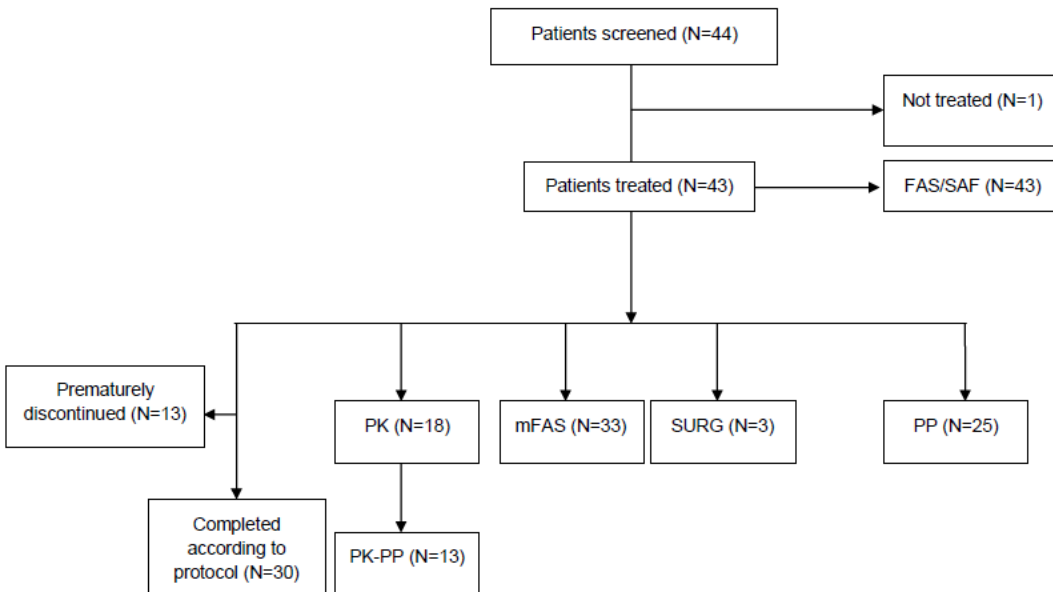 Patients screened (N=44)
Not treated (N=1)
Patients treated (N=43)
FAS/SAF (N=43)
Prematurely
discontinued (N=13)
PK (N=18)
mFAS (N=33)
SURG (N=3)
PP (N=25)
Completed
according to
protocol (N=30)
PK-PP (N=13)